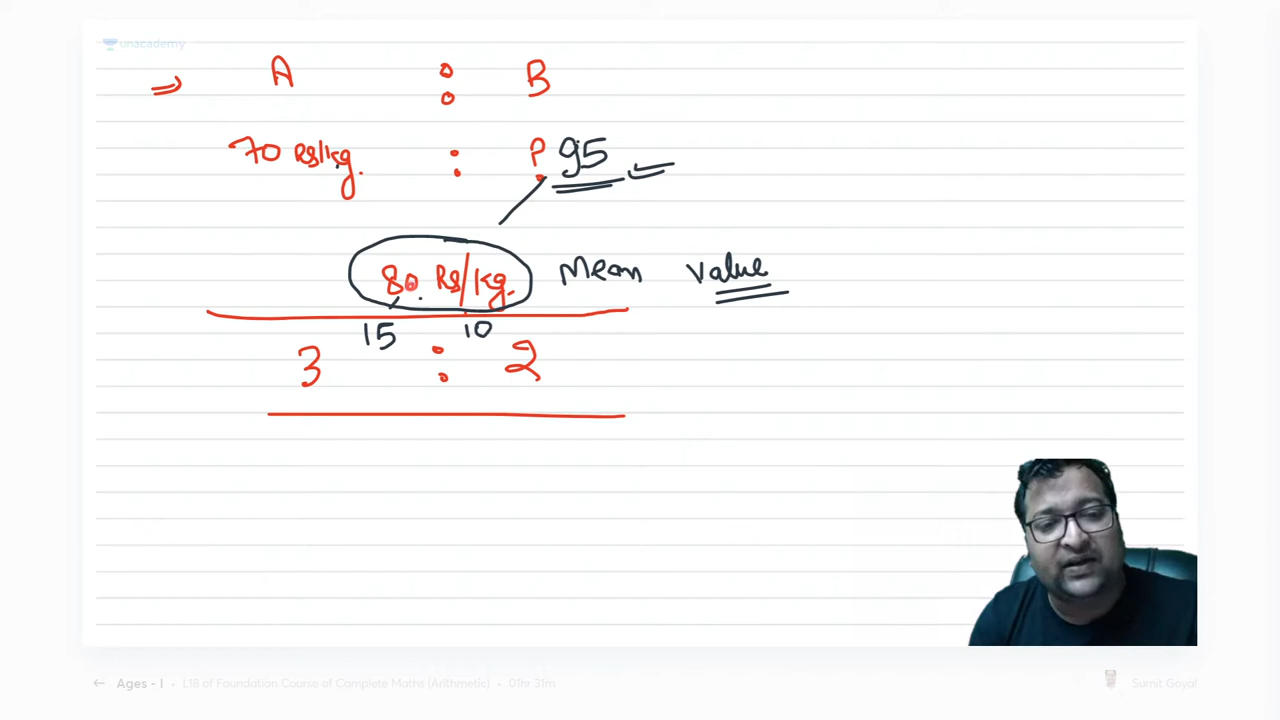 unacademy
⇒ A : B
70 Rs/kg. : P 95
80 Rs/kg. Mean value
15 10
3 : 2
← Ages - I • L18 of Foundation Course of Complete Maths (Arithmetic) • 01hr 31m Sumit Goyal